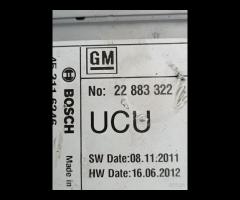 GM
No: 22 883 322
BOSCH
UCU
Made in
SW Date:08.11.2011
HW Date:16.06.2012